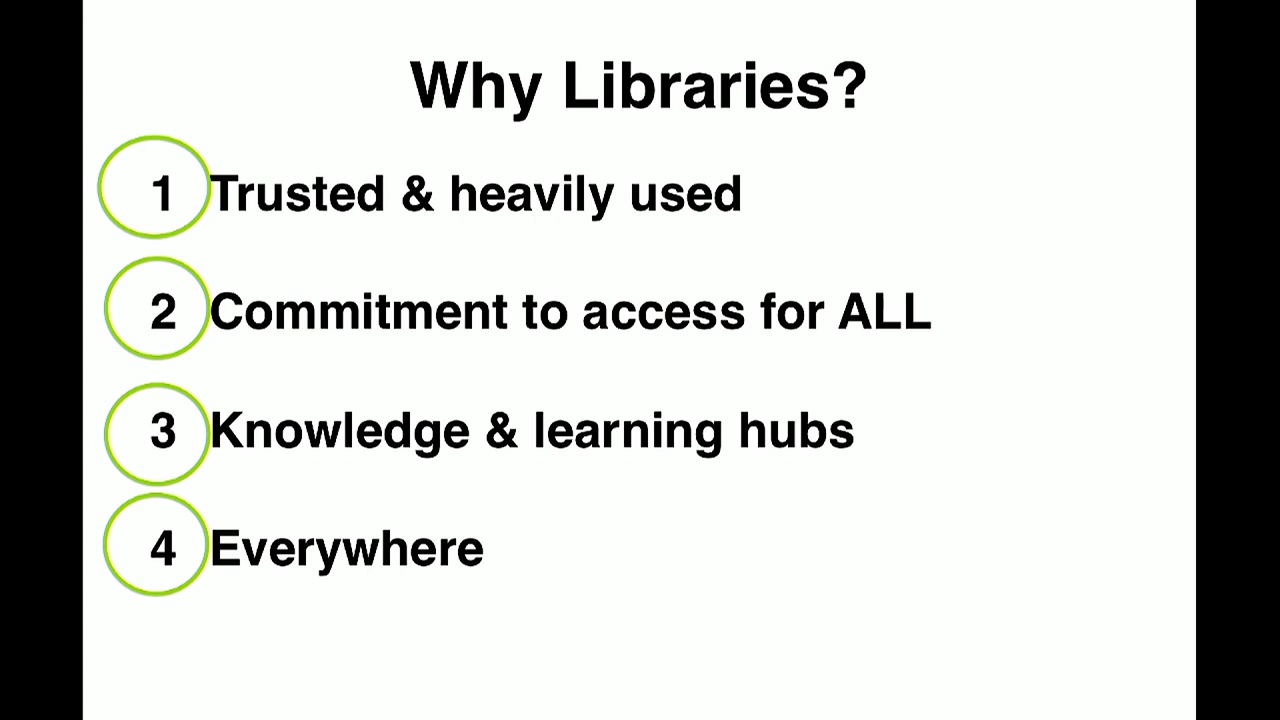 Why Libraries?
1 Trusted & heavily used
2 Commitment to access for ALL
3 Knowledge & learning hubs
4 Everywhere